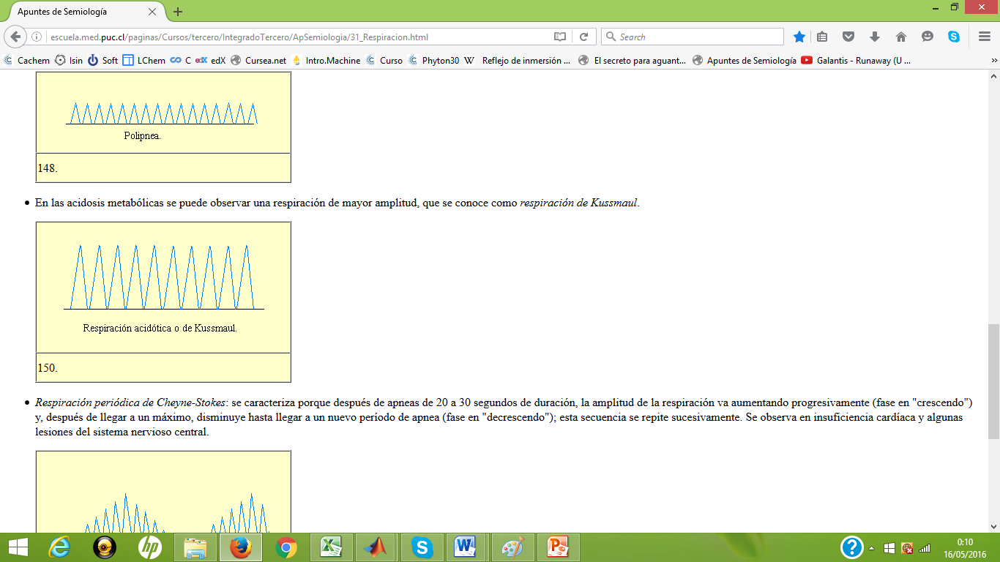 Apuntes de Semiología
escuela.med.puc.cl/paginas/Cursos/tercero/IntegradoTercero/ApSemiologia/31_Respiracion.html
Search
Cachem Isin Soft LChem C edX Cursea.net Intro.Machine Curso Phyton30 Reflejo de inmersión ... El secreto para aguant... Apuntes de Semiología Galantis - Runaway (U ...
Polipnea.
148.
En las acidosis metabólicas se puede observar una respiración de mayor amplitud, que se conoce como respiración de Kussmaul.
Respiración acidótica o de Kussmaul.
150.
Respiración periódica de Cheyne-Stokes: se caracteriza porque después de apneas de 20 a 30 segundos de duración, la amplitud de la respiración va aumentando progresivamente (fase en "crescendo")
y, después de llegar a un máximo, disminuye hasta llegar a un nuevo período de apnea (fase en "decrescendo"); esta secuencia se repite sucesivamente. Se observa en insuficiencia cardíaca y algunas
lesiones del sistema nervioso central.
0:10
16/05/2016